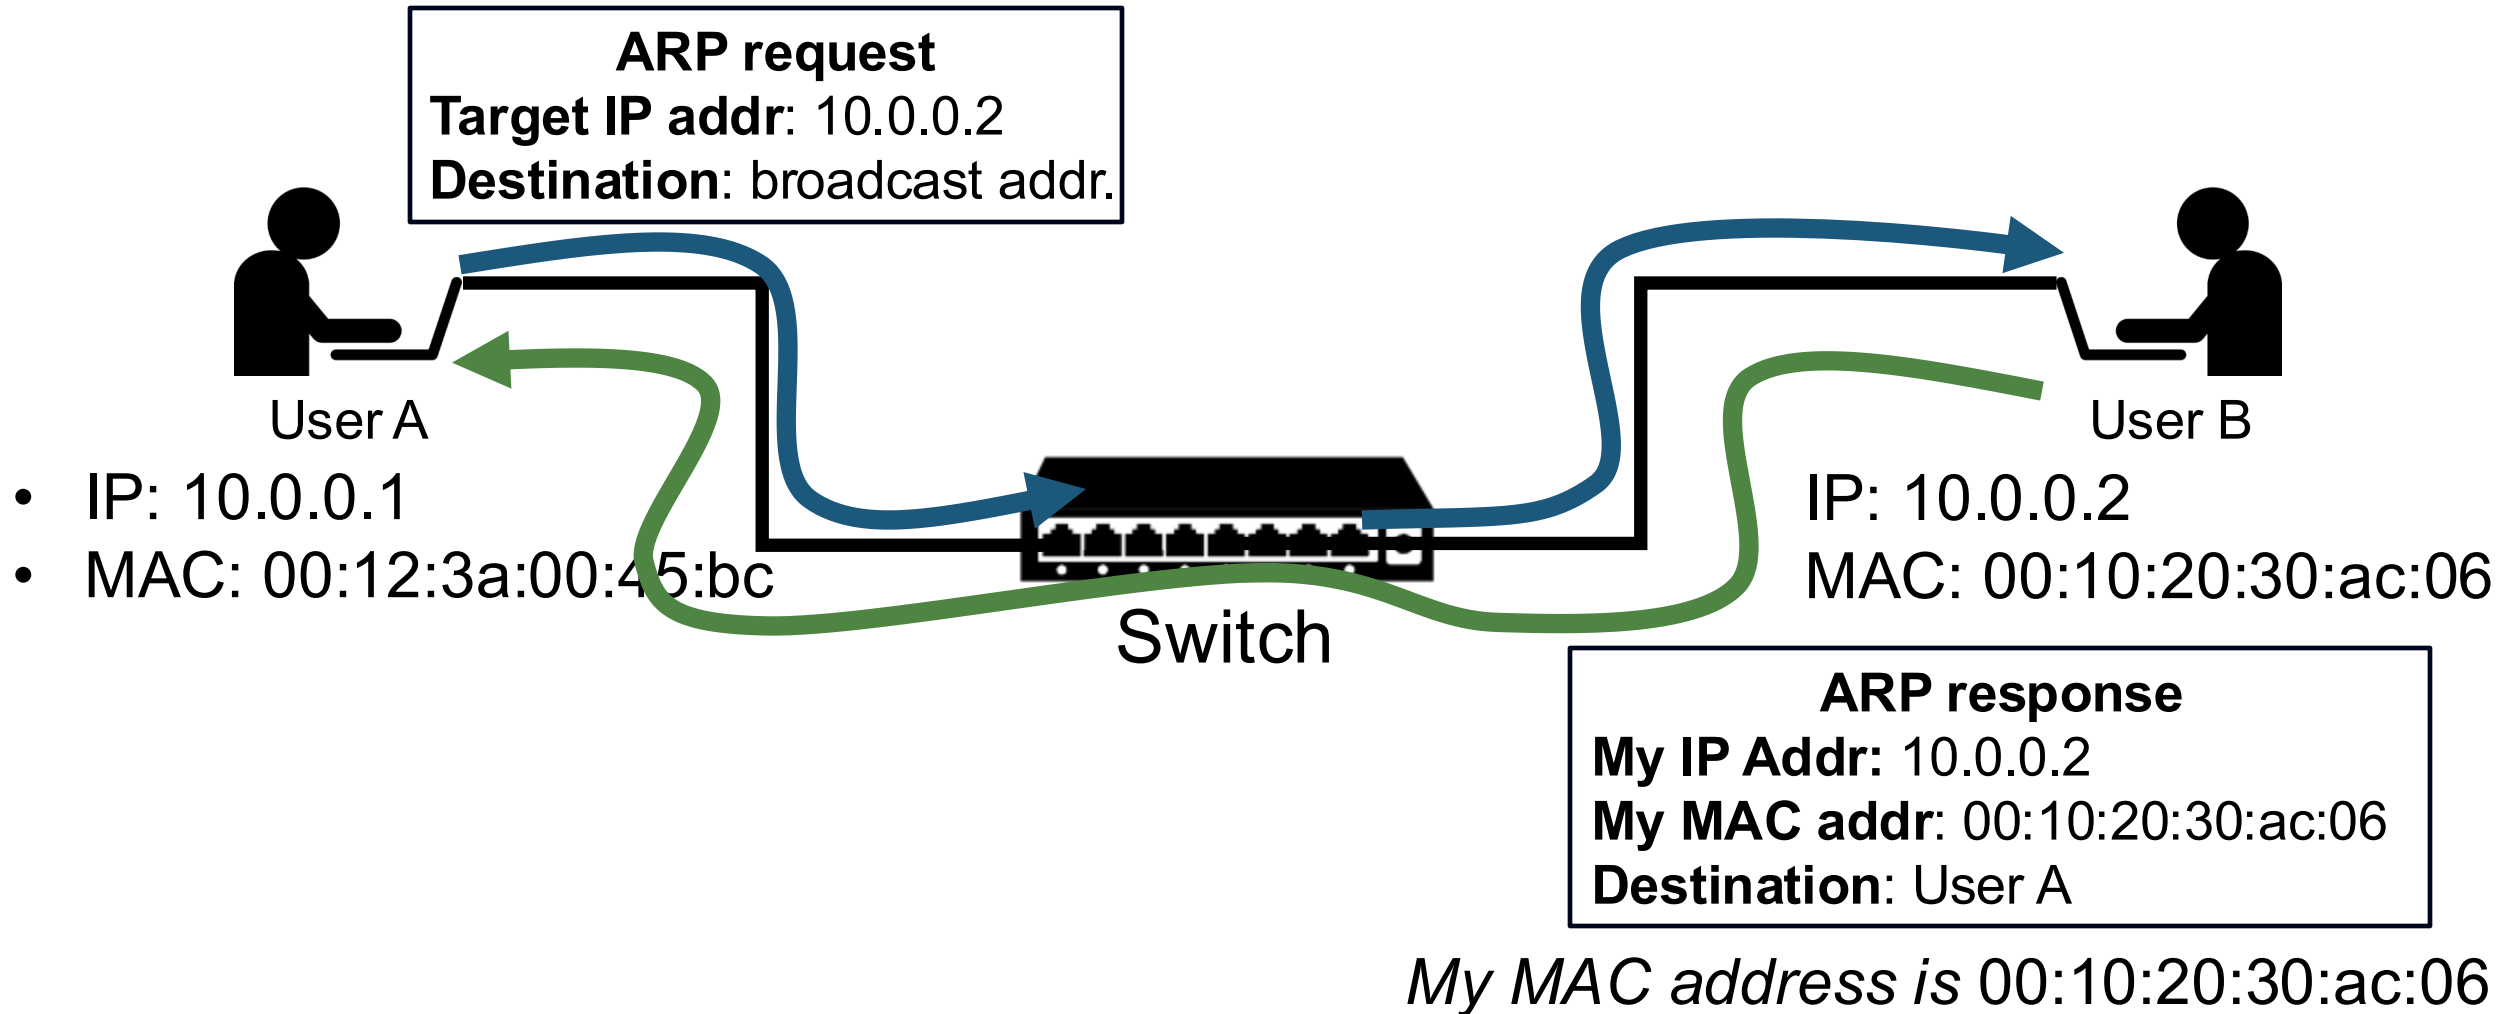 ARP request
Target IP addr: 10.0.0.2
Destination: broadcast addr.
User A
• IP: 10.0.0.1
• MAC: 00:12:3a:00:45:bc
User B
IP: 10.0.0.2
MAC: 00:10:20:30:ac:06
Switch
ARP response
My IP Addr: 10.0.0.2
My MAC addr: 00:10:20:30:ac:06
Destination: User A
My MAC address is 00:10:20:30:ac:06